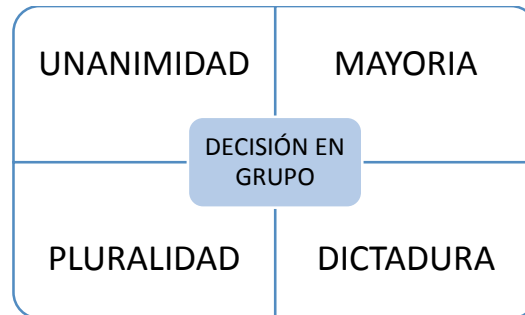 UNANIMIDAD
MAYORIA
DECISIÓN EN
GRUPO
PLURALIDAD
DICTADURA